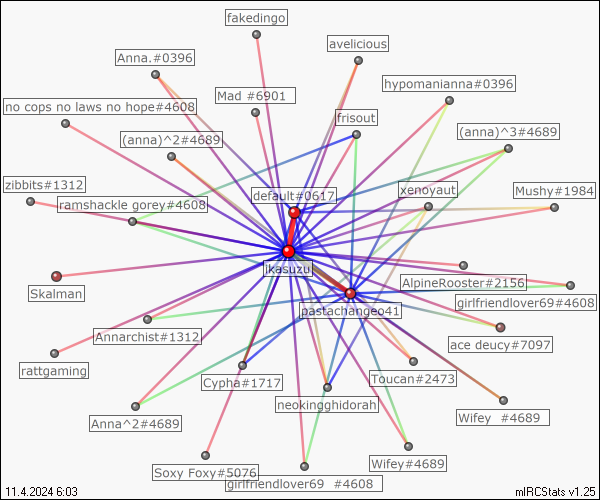 fakedingo
avelicious
Anna.#0396
hypomanianna#0396
Mad #6901
no cops no laws no hope#4608
frisout
(anna)^2#4689
(anna)^3#4689
zibbits#1312
default#0617
xenoyaut
Mushy#1984
ramshackle gorey#4608
jkasuzu
AlpineRooster#2156
Skalman
girlfriendlover69#4608
pastachangeo41
Annarchist#1312
ace deucy#7097
rattgaming
Toucan#2473
Cypha#1717
neokingghidorah
Anna^2#4689
Wifey #4689
Wifey#4689
Soxy Foxy#5076
girlfriendlover69 #4608
11.4.2024 6:03
mIRCStats v1.25